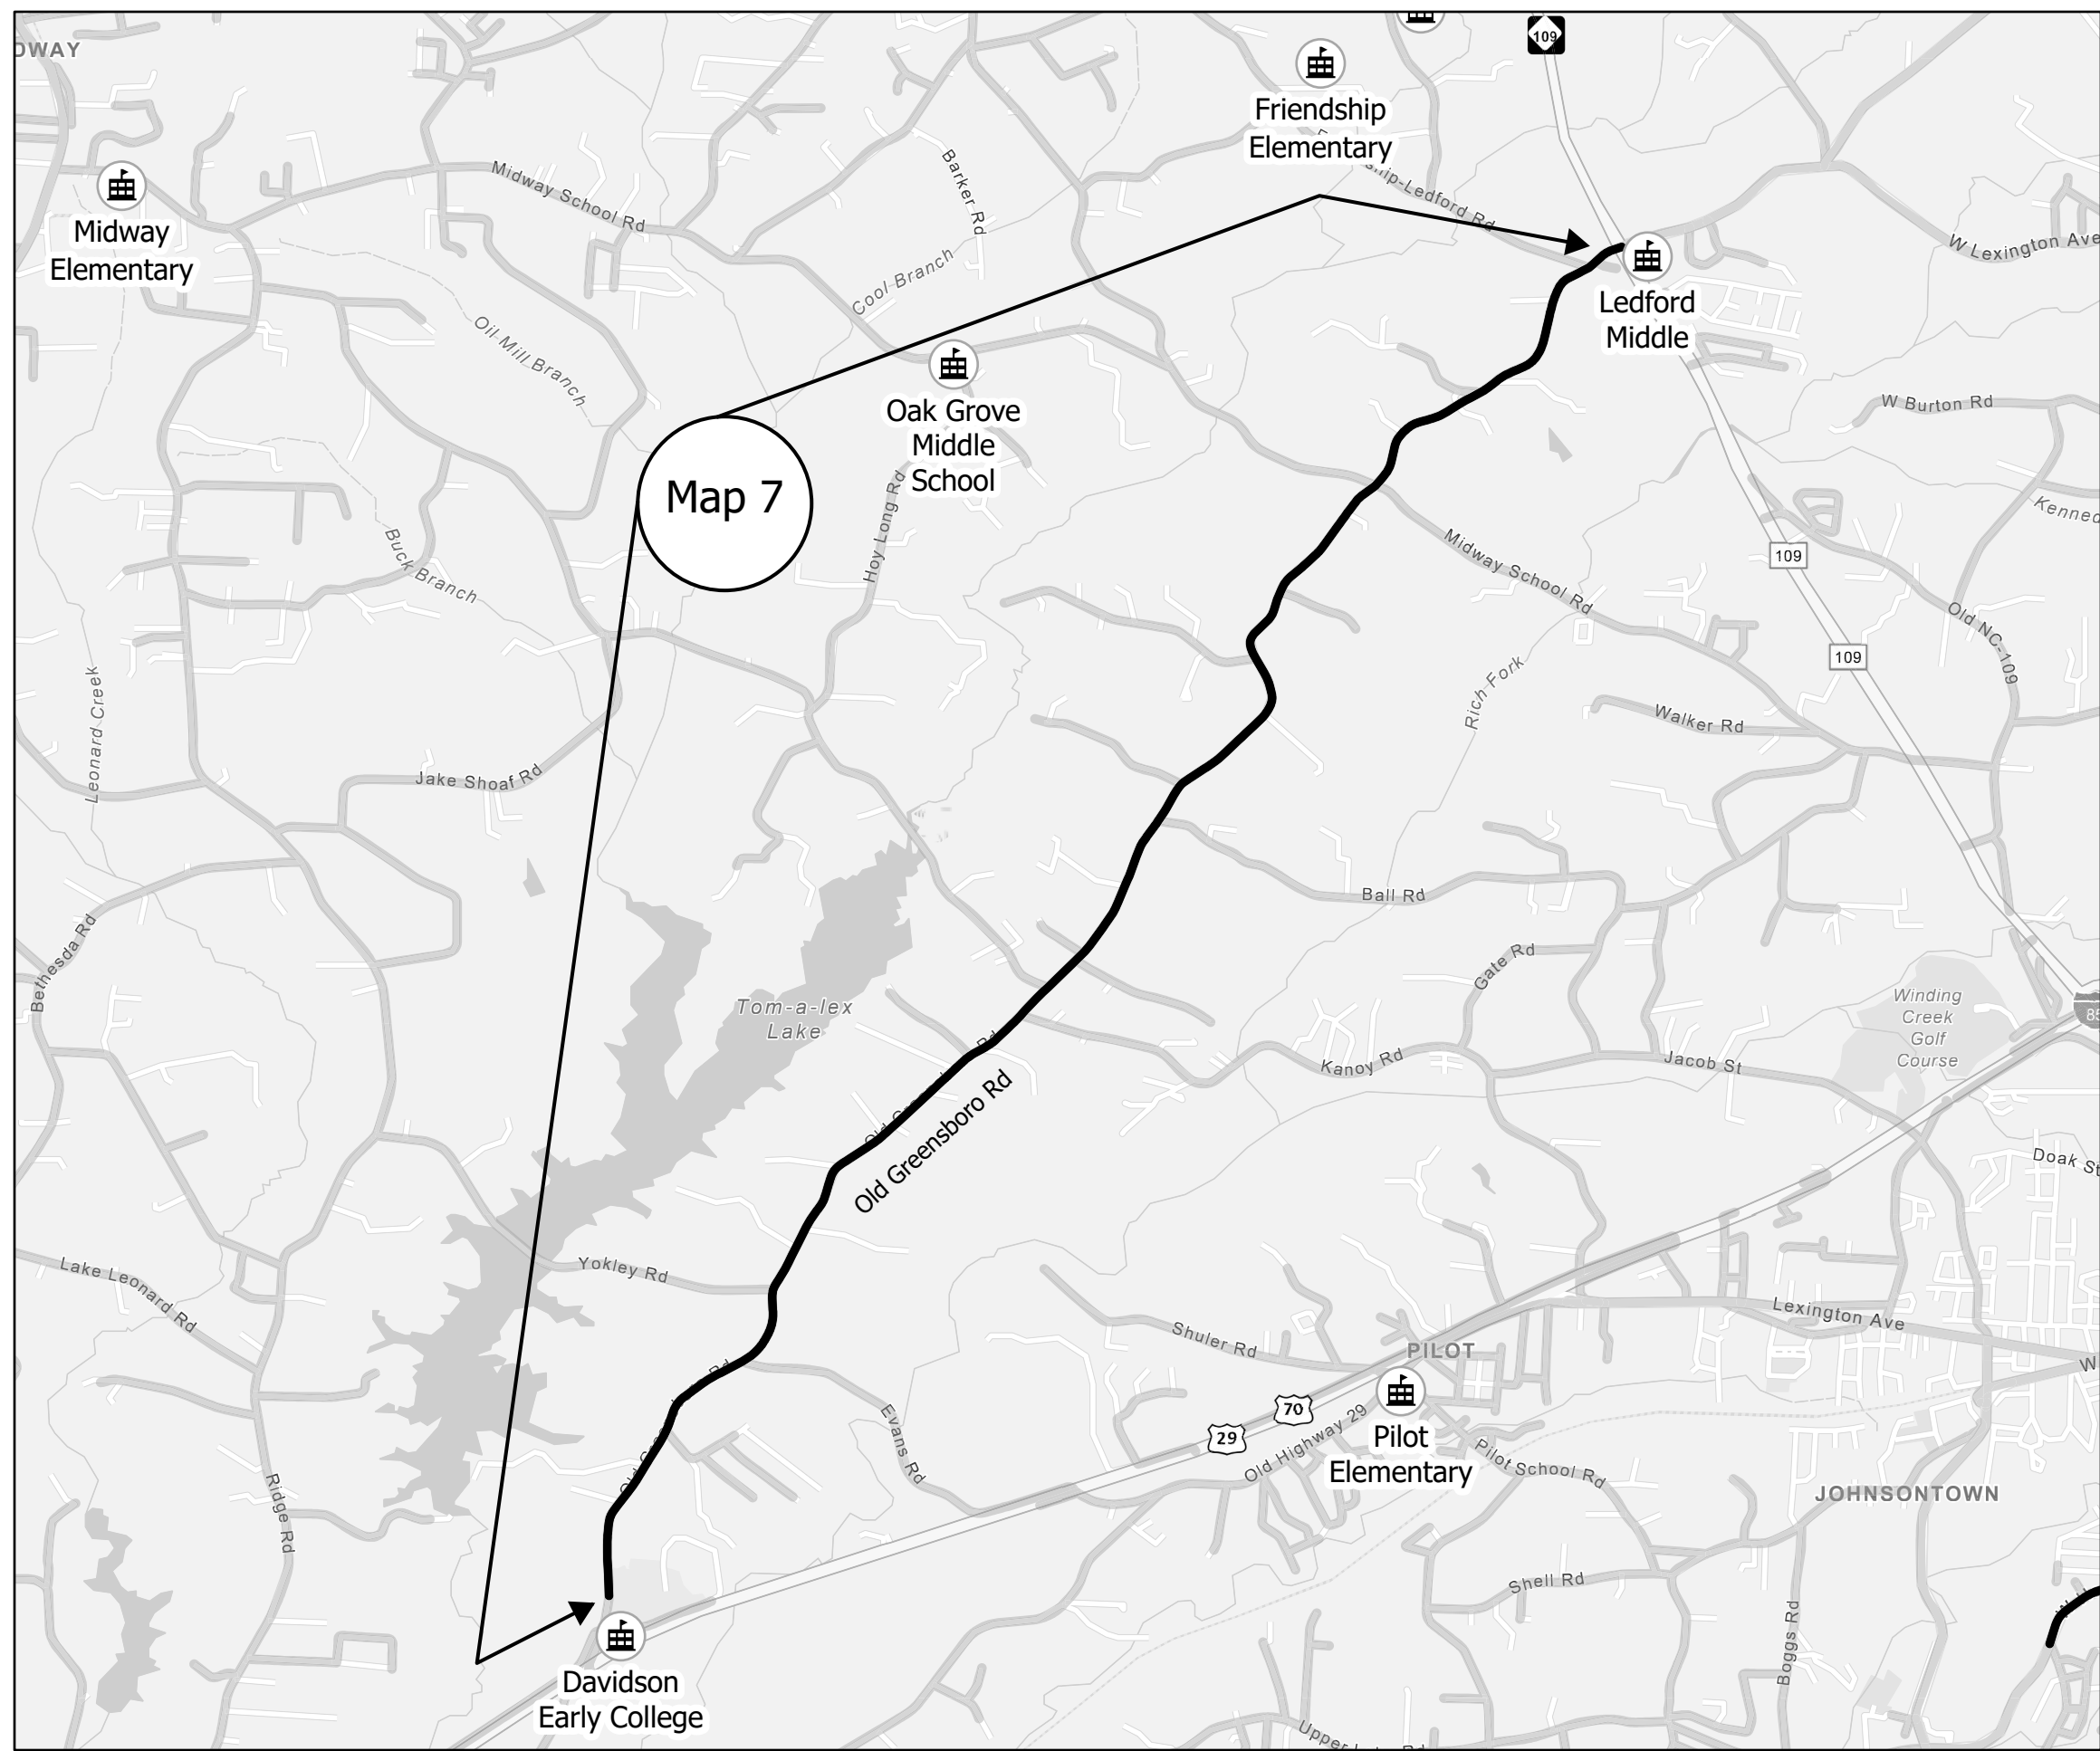 109
Friendship
Elementary
Midway School Rd
Barker Rd
Midway
Elementary
W Lexington Ave
Cool Branch
Ledford
Middle
Oil Mill Branch
Oak Grove
Middle
School
W Burton Rd
Map 7
Hoy Long Rd
Buck Branch
Midway School Rd
109
Old NC-109
109
Leonard Creek
Rich Fork
Walker Rd
Jake Shoaf Rd
Ball Rd
Bethesda Rd
Gate Rd
Tom-a-lex
Lake
Winding
Creek
Golf
Course
85
Kanoy Rd
Jacob St
Old Greensboro Rd
Doak St
Lake Leonard Rd
Yokley Rd
Shuler Rd
PILOT
Lexington Ave
70
29
Old Highway 29
Pilot
Elementary
Pilot School Rd
Evans Rd
JOHNSONTOWN
Ridge Rd
Shell Rd
Boggs Rd
Davidson
Early College